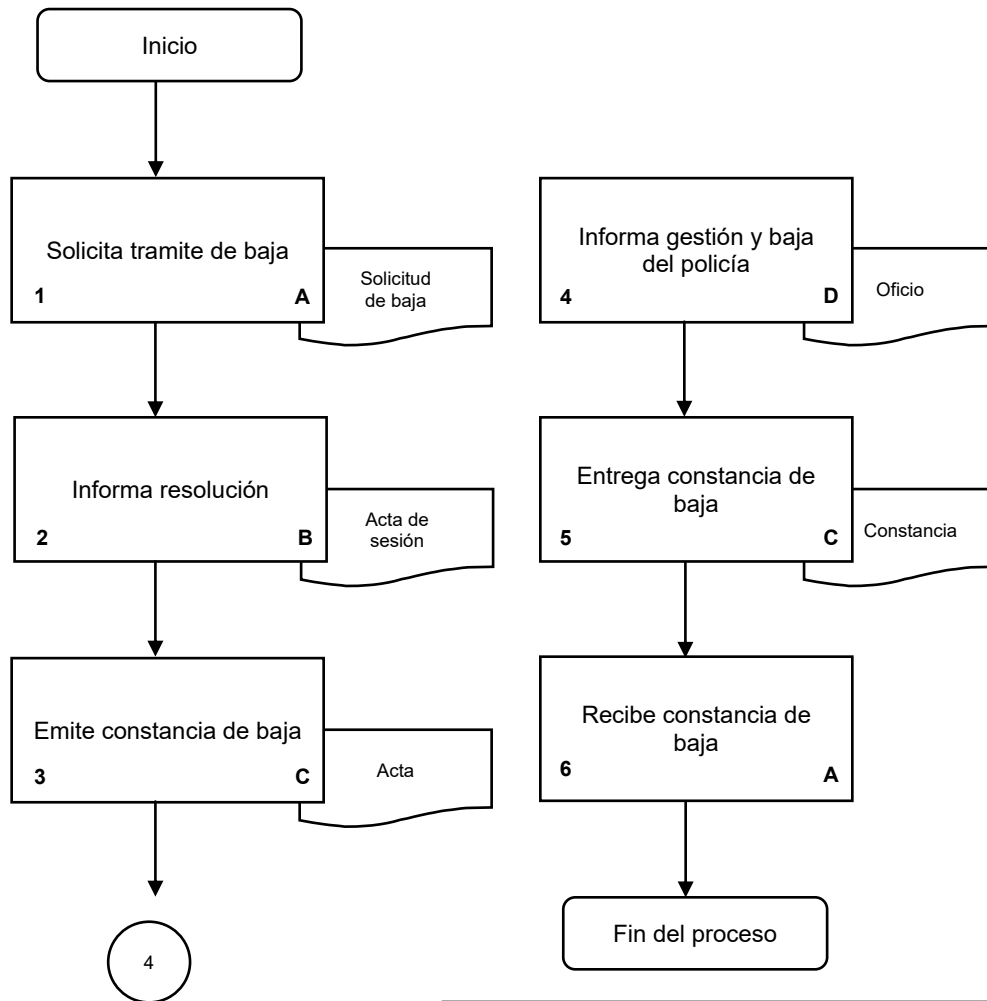 Inicio
Solicita tramite de baja
1
A
Solicitud
de baja
Informa resolución
2
B
Acta de
sesión
Emite constancia de baja
3
C
Acta
4
Informa gestión y baja
del policía
4
D
Oficio
Entrega constancia de
baja
5
C
Constancia
Recibe constancia de
baja
6
A
Fin del proceso